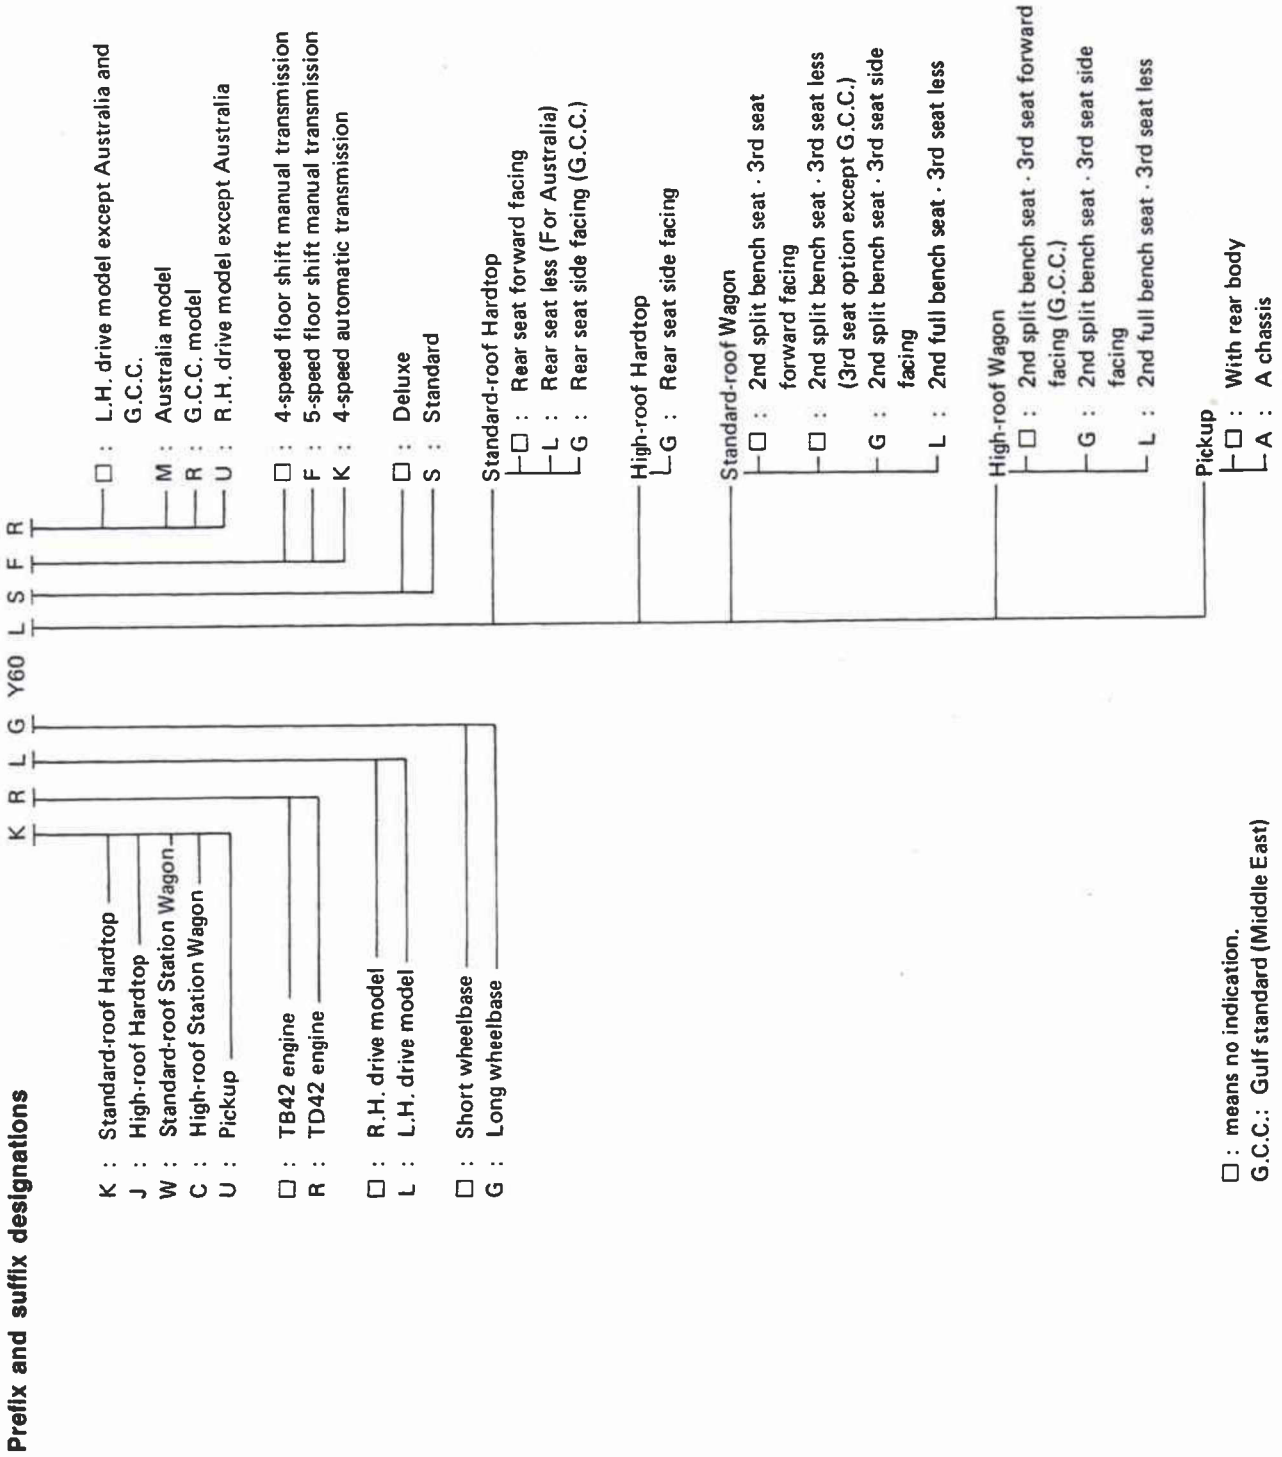 Prefix and suffix designations
K R L G Y60 L S F R
K : Standard-roof Hardtop
J : High-roof Hardtop
W : Standard-roof Station Wagon
C : High-roof Station Wagon
U : Pickup
□ : TB42 engine
R : TD42 engine
□ : R.H. drive model
L : L.H. drive model
□ : Short wheelbase
G : Long wheelbase
□ : L.H. drive model except Australia and
G.C.C.
M : Australia model
R : G.C.C. model
U : R.H. drive model except Australia
□ : 4-speed floor shift manual transmission
F : 5-speed floor shift manual transmission
K : 4-speed automatic transmission
□ : Deluxe
S : Standard
Standard-roof Hardtop
□ : Rear seat forward facing
L : Rear seat less (For Australia)
G : Rear seat side facing (G.C.C.)
High-roof Hardtop
G : Rear seat side facing
Standard-roof Wagon
□ : 2nd split bench seat · 3rd seat
forward facing
□ : 2nd split bench seat · 3rd seat less
(3rd seat option except G.C.C.)
G : 2nd split bench seat · 3rd seat side
facing
L : 2nd full bench seat · 3rd seat less
High-roof Wagon
□ : 2nd split bench seat · 3rd seat forward
facing (G.C.C.)
G : 2nd split bench seat · 3rd seat side
facing
L : 2nd full bench seat · 3rd seat less
Pickup
□ : With rear body
A : A chassis
□ : means no indication.
G.C.C.: Gulf standard (Middle East)